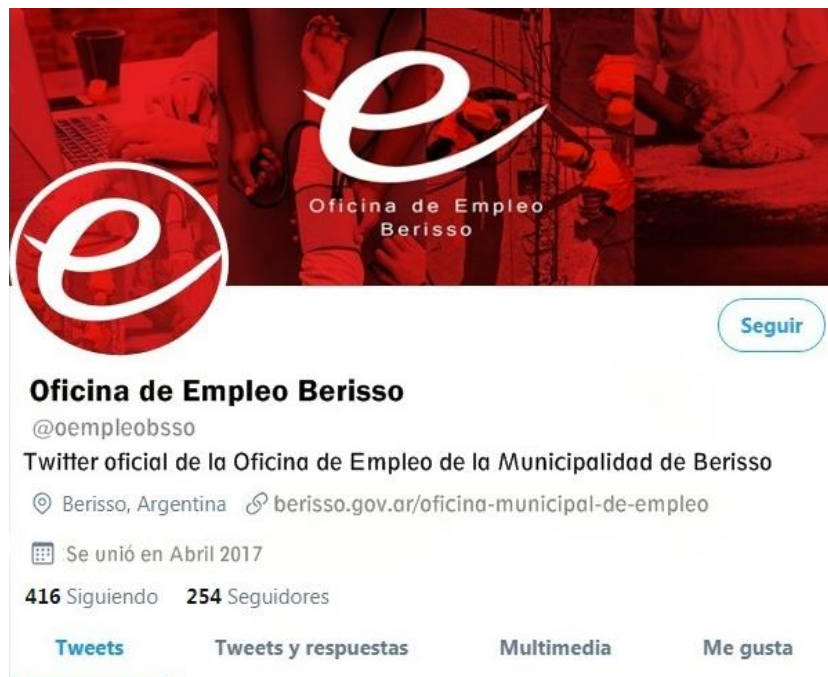 e
Oficina de Empleo
Berisso
e
Seguir
Oficina de Empleo Berisso
@oempleobsso
Twitter oficial de la Oficina de Empleo de la Municipalidad de Berisso
Berisso, Argentina berisso.gov.ar/oficina-municipal-de-empleo
Se unió en Abril 2017
416 Siguiendo 254 Seguidores
Tweets Tweets y respuestas Multimedia Me gusta